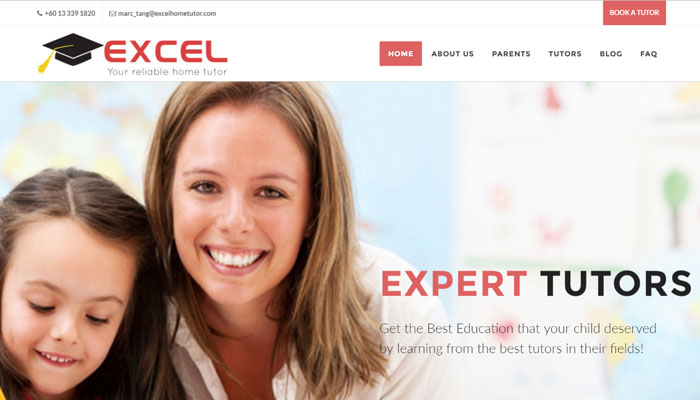 +60 13 339 1820
marc_tang@excelhometutor.com
BOOK A TUTOR
EXCEL
Your reliable home tutor
HOME
ABOUT US
PARENTS
TUTORS
BLOG
FAQ
EXPERT TUTORS
Get the Best Education that your child deserved
by learning from the best tutors in their fields!